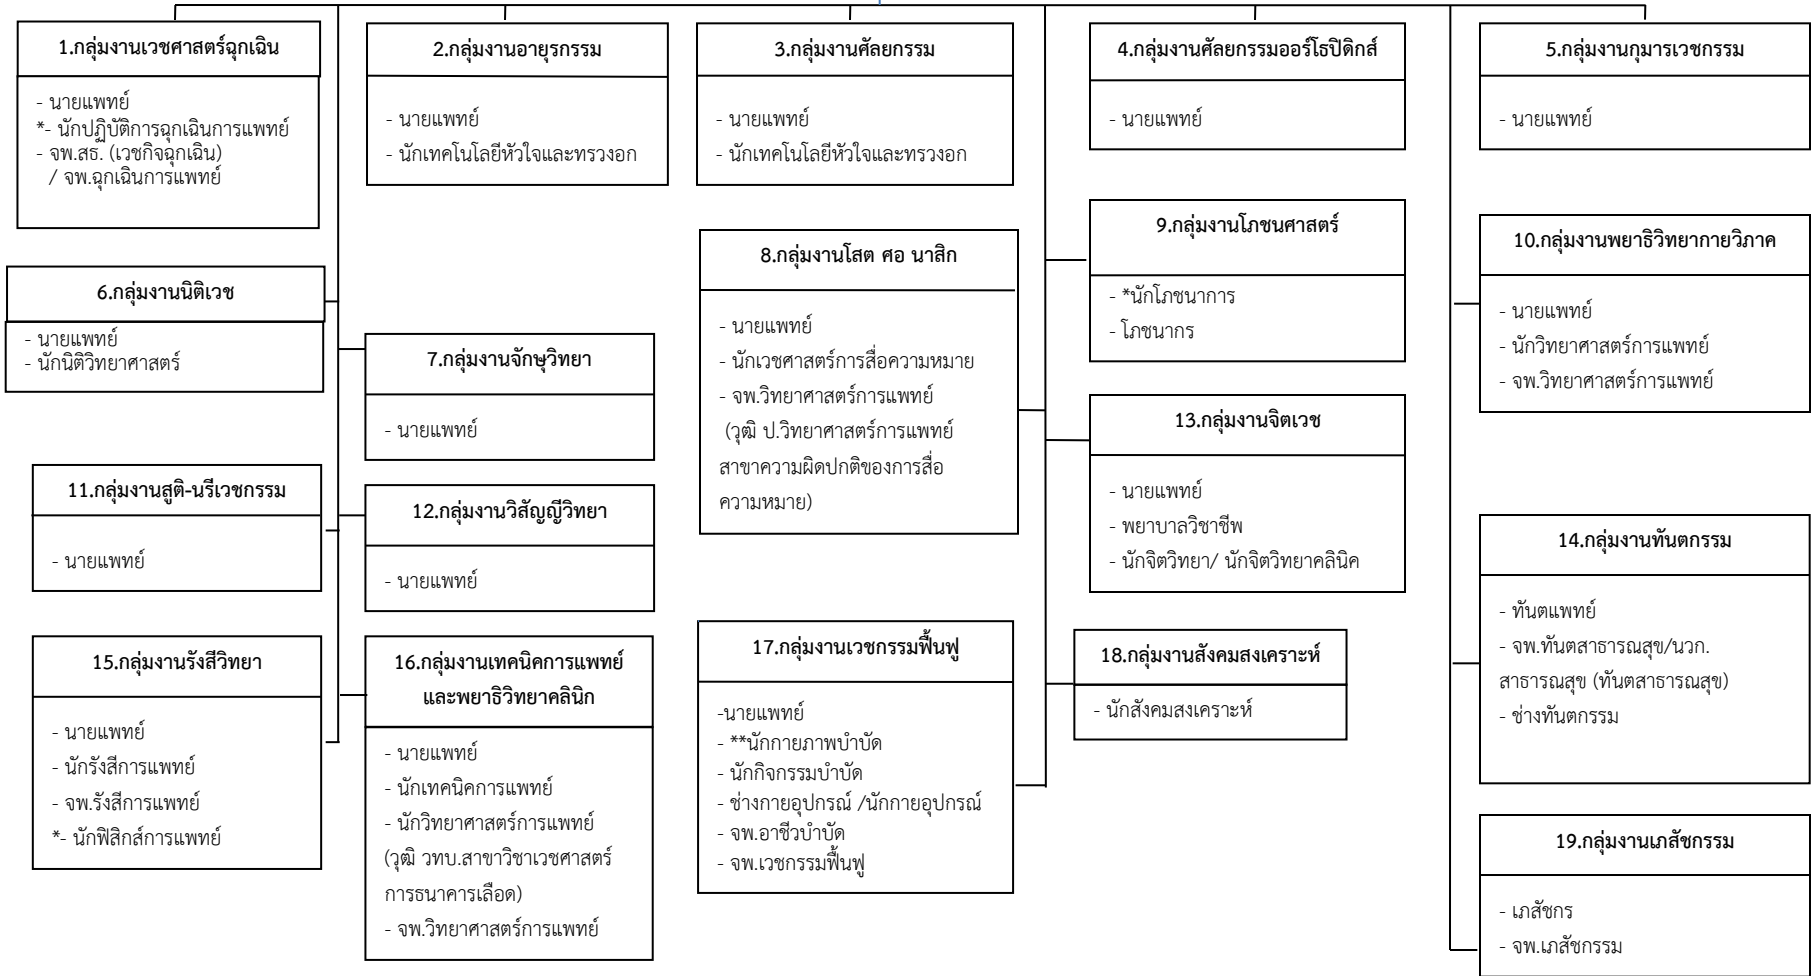 1.กลุ่มงานเวชศาสตร์ฉุกเฉิน
- นายแพทย์
*- นักปฏิบัติการฉุกเฉินการแพทย์
- จพ.สธ. (เวชกิจฉุกเฉิน)
/ จพ.ฉุกเฉินการแพทย์
2.กลุ่มงานอายุรกรรม
- นายแพทย์
- นักเทคโนโลยีหัวใจและทรวงอก
3.กลุ่มงานศัลยกรรม
- นายแพทย์
- นักเทคโนโลยีหัวใจและทรวงอก
4.กลุ่มงานศัลยกรรมออร์โธปิดิกส์
- นายแพทย์
5.กลุ่มงานกุมารเวชกรรม
- นายแพทย์
6.กลุ่มงานนิติเวช
- นายแพทย์
- นักนิติวิทยาศาสตร์
7.กลุ่มงานจักษุวิทยา
- นายแพทย์
8.กลุ่มงานโสต ศอ นาสิก
- นายแพทย์
- นักเวชศาสตร์การสื่อความหมาย
- จพ.วิทยาศาสตร์การแพทย์
(วุฒิ ป.วิทยาศาสตร์การแพทย์
สาขาความผิดปกติของการสื่อ
ความหมาย)
9.กลุ่มงานโภชนศาสตร์
- *นักโภชนาการ
- โภชนากร
10.กลุ่มงานพยาธิวิทยากายวิภาค
- นายแพทย์
- นักวิทยาศาสตร์การแพทย์
- จพ.วิทยาศาสตร์การแพทย์
11.กลุ่มงานสูติ-นรีเวชกรรม
- นายแพทย์
12.กลุ่มงานวิสัญญีวิทยา
- นายแพทย์
13.กลุ่มงานจิตเวช
- นายแพทย์
- พยาบาลวิชาชีพ
- นักจิตวิทยา/ นักจิตวิทยาคลินิค
14.กลุ่มงานทันตกรรม
- ทันตแพทย์
- จพ.ทันตสาธารณสุข/นวก.
สาธารณสุข (ทันตสาธารณสุข)
- ช่างทันตกรรม
15.กลุ่มงานรังสีวิทยา
- นายแพทย์
- นักรังสีการแพทย์
- จพ.รังสีการแพทย์
*- นักฟิสิกส์การแพทย์
16.กลุ่มงานเทคนิคการแพทย์
และพยาธิวิทยาคลินิก
- นายแพทย์
- นักเทคนิคการแพทย์
- นักวิทยาศาสตร์การแพทย์
(วุฒิ วทบ.สาขาวิชาเวชศาสตร์
การธนาคารเลือด)
- จพ.วิทยาศาสตร์การแพทย์
17.กลุ่มงานเวชกรรมฟื้นฟู
-นายแพทย์
- **นักกายภาพบำบัด
- นักกิจกรรมบำบัด
- ช่างกายอุปกรณ์ /นักกายอุปกรณ์
- จพ.อาชีวบำบัด
- จพ.เวชกรรมฟื้นฟู
18.กลุ่มงานสังคมสงเคราะห์
- นักสังคมสงเคราะห์
19.กลุ่มงานเภสัชกรรม
- เภสัชกร
- จพ.เภสัชกรรม